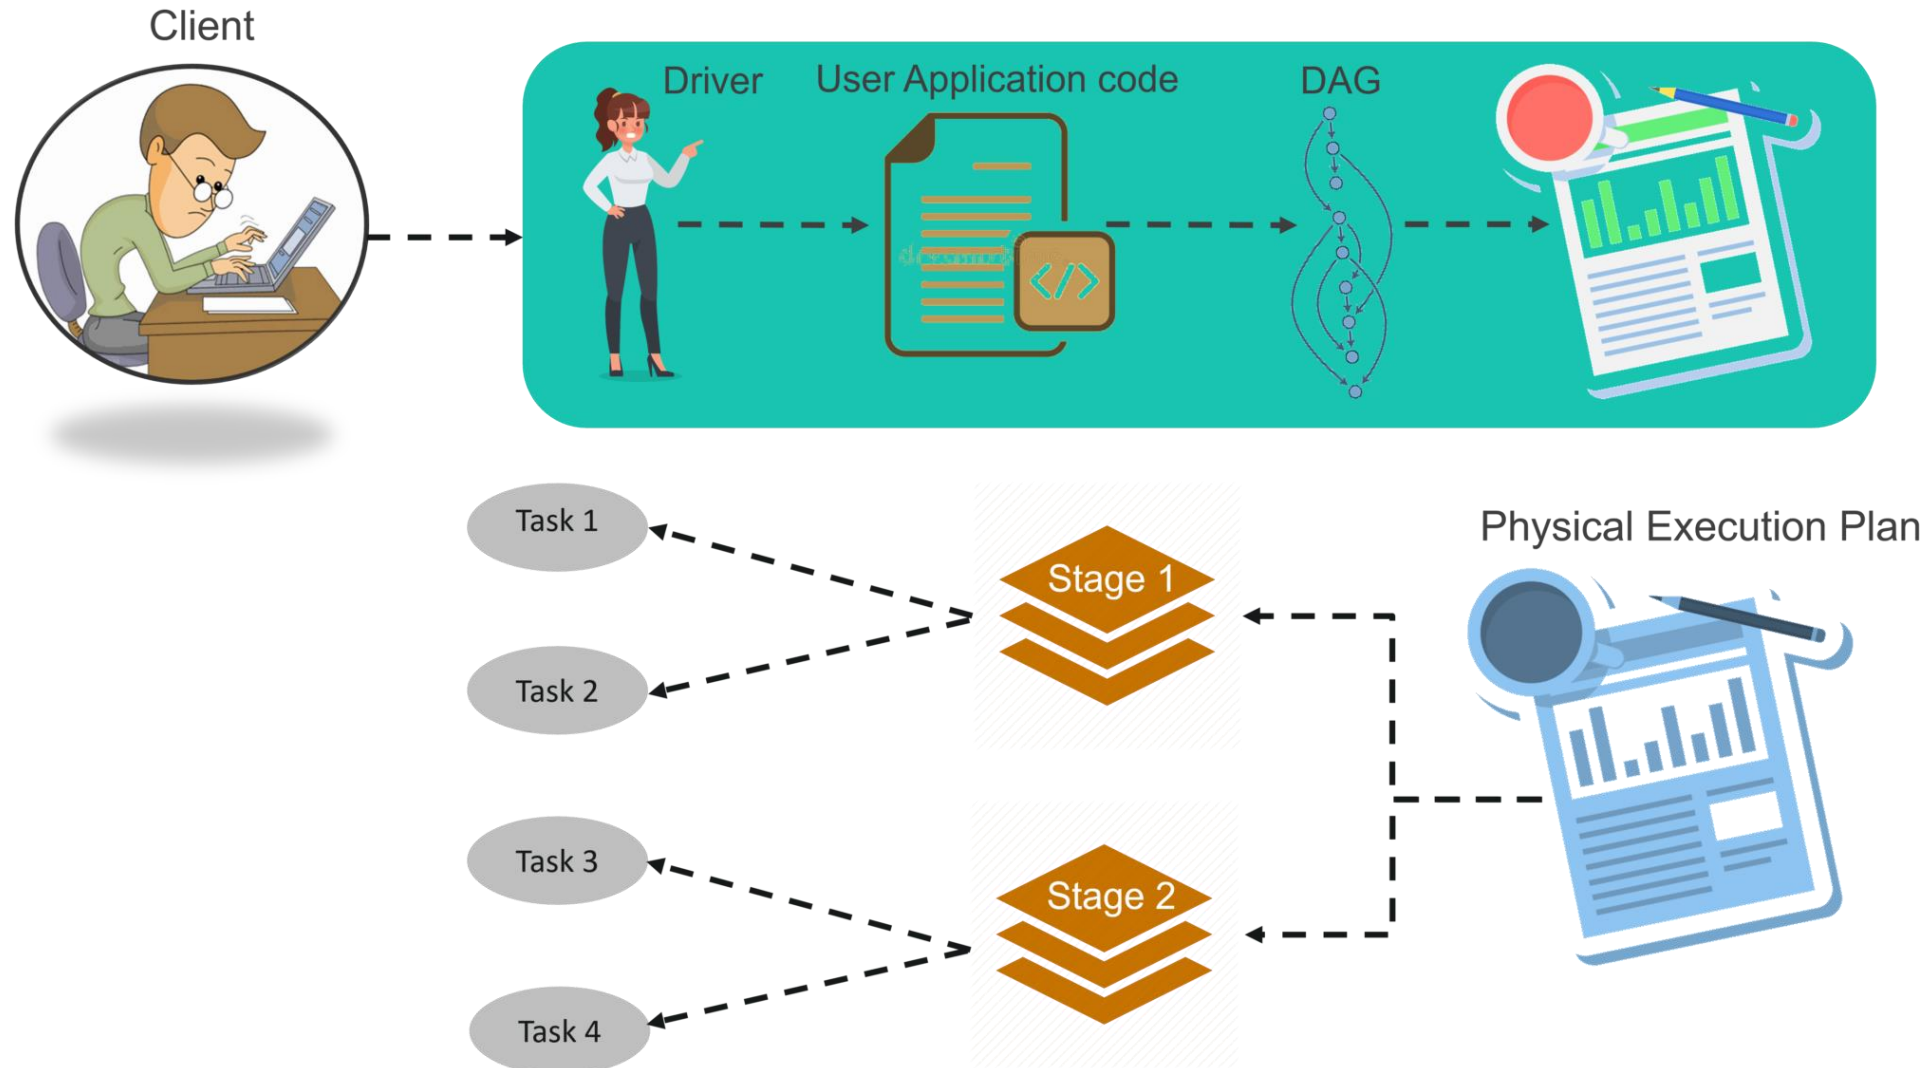 Client
Driver
User Application code
DAG
</>
Task 1
Stage 1
Physical Execution Plan
Task 2
Task 3
Stage 2
Task 4